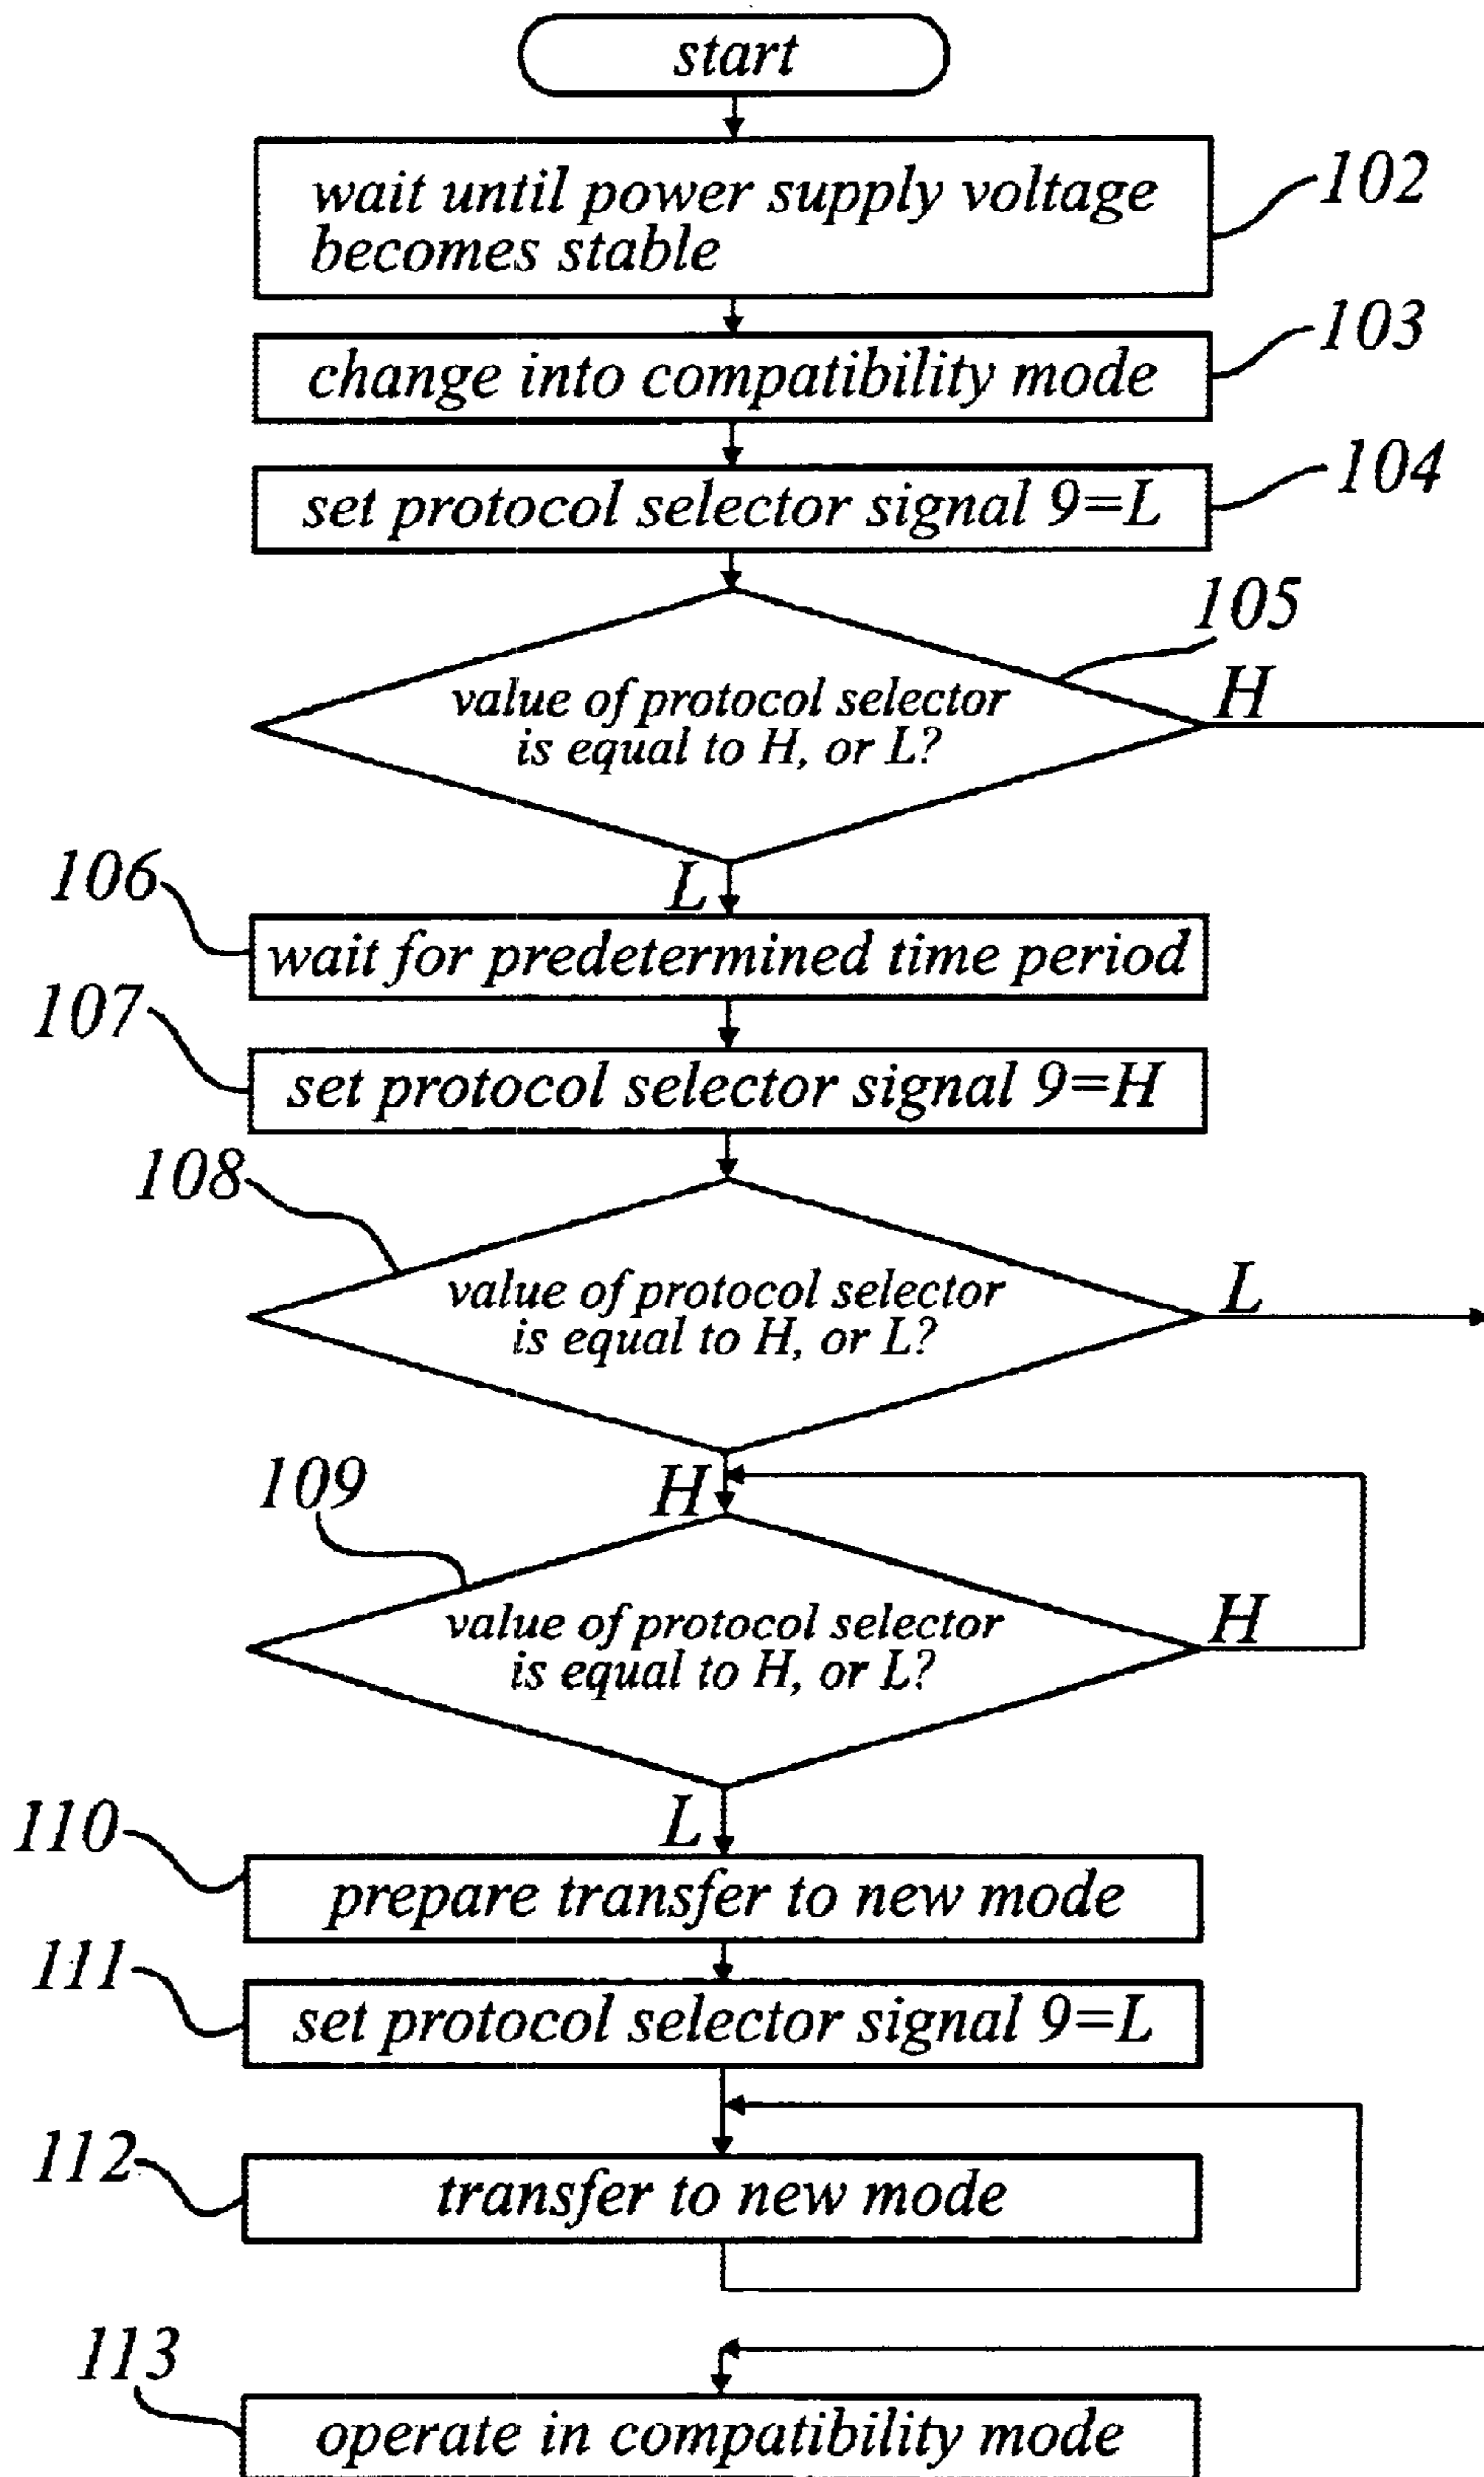 start
wait until power supply voltage
becomes stable
102
change into compatibility mode
103
set protocol selector signal 9=L
104
105
value of protocol selector
is equal to H, or L?
H
L
106
wait for predetermined time period
107
set protocol selector signal 9=H
108
value of protocol selector
is equal to H, or L?
L
H
109
value of protocol selector
is equal to H, or L?
H
L
110
prepare transfer to new mode
111
set protocol selector signal 9=L
112
transfer to new mode
113
operate in compatibility mode